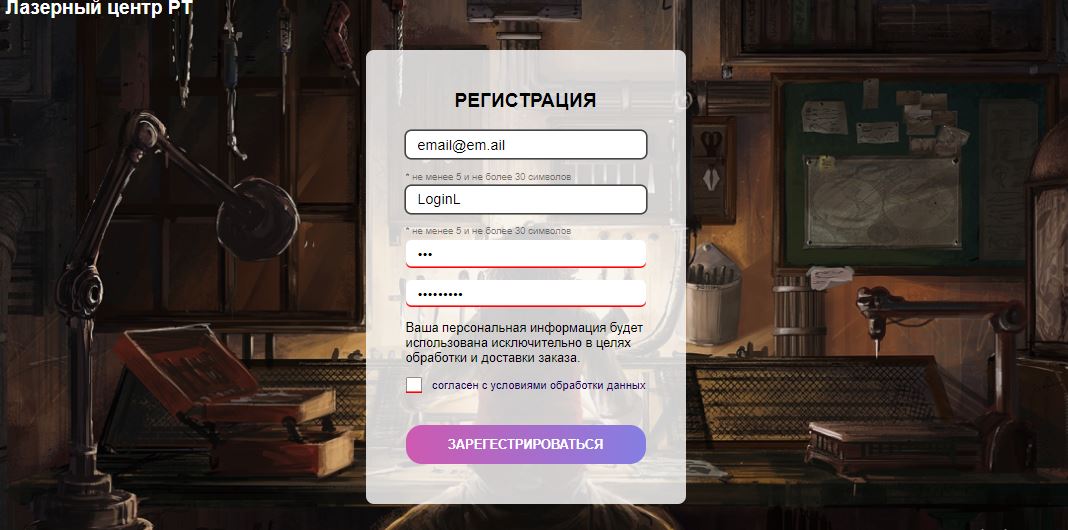 Лазерный центр РТ
РЕГИСТРАЦИЯ
email@em.ail
* не менее 5 и не более 30 символов
LoginL
* не менее 5 и не более 30 символов
•••
•••••••••
Ваша персональная информация будет
использована исключительно в целях
обработки и доставки заказа.
согласен с условиями обработки данных
ЗАРЕГЕСТРИРОВАТЬСЯ